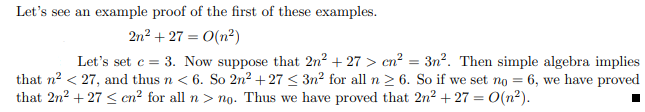 Let's see an example proof of the first of these examples.
2n² + 27 = O(n²)
Let's set c = 3. Now suppose that 2n² + 27 > cn² = 3n². Then simple algebra implies
that n² < 27, and thus n < 6. So 2n² + 27 ≤ 3n² for all n ≥ 6. So if we set n₀ = 6, we have proved
that 2n² + 27 ≤ cn² for all n > n₀. Thus we have proved that 2n² + 27 = O(n²). ■